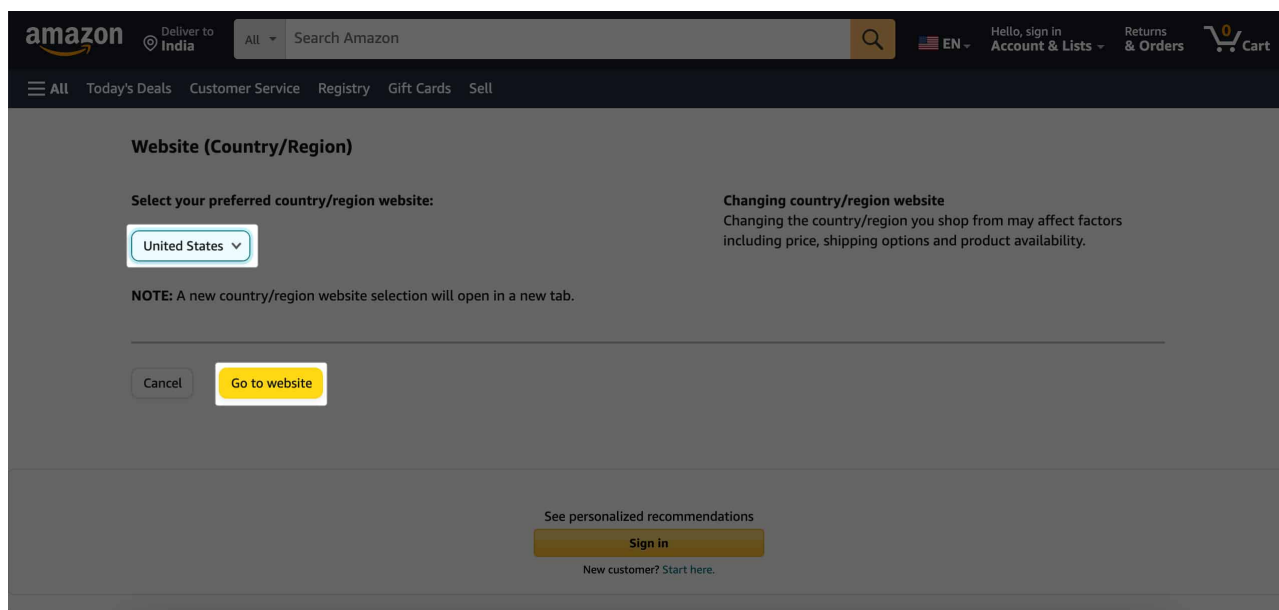 amazon
Deliver to
India
All
Search Amazon
EN
Hello, sign in
Account & Lists
Returns
& Orders
0
Cart
All Today's Deals Customer Service Registry Gift Cards Sell
Website (Country/Region)
Select your preferred country/region website:
United States
NOTE: A new country/region website selection will open in a new tab.
Changing country/region website
Changing the country/region you shop from may affect factors
including price, shipping options and product availability.
Cancel
Go to website
See personalized recommendations
Sign in
New customer? Start here.